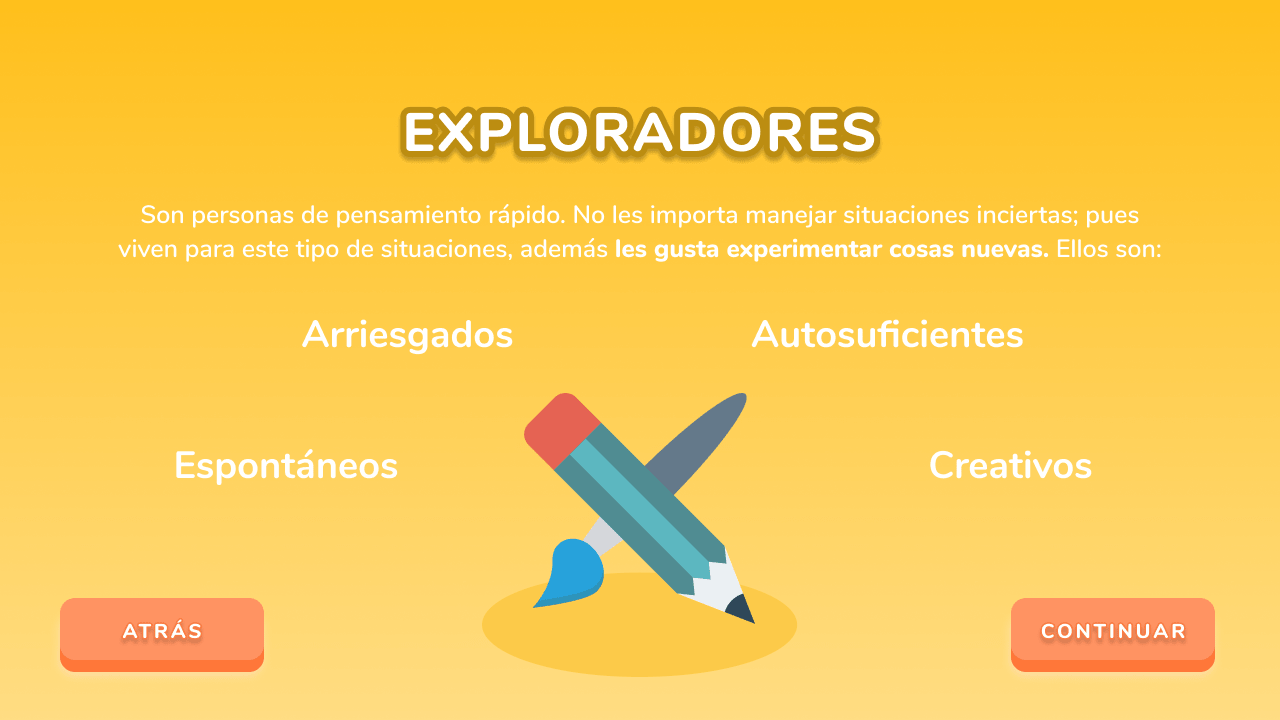 EXPLORADORES
Son personas de pensamiento rápido. No les importa manejar situaciones inciertas; pues
viven para este tipo de situaciones, además les gusta experimentar cosas nuevas. Ellos son:
Arriesgados
Autosuficientes
Espontáneos
Creativos
ATRÁS
CONTINUAR